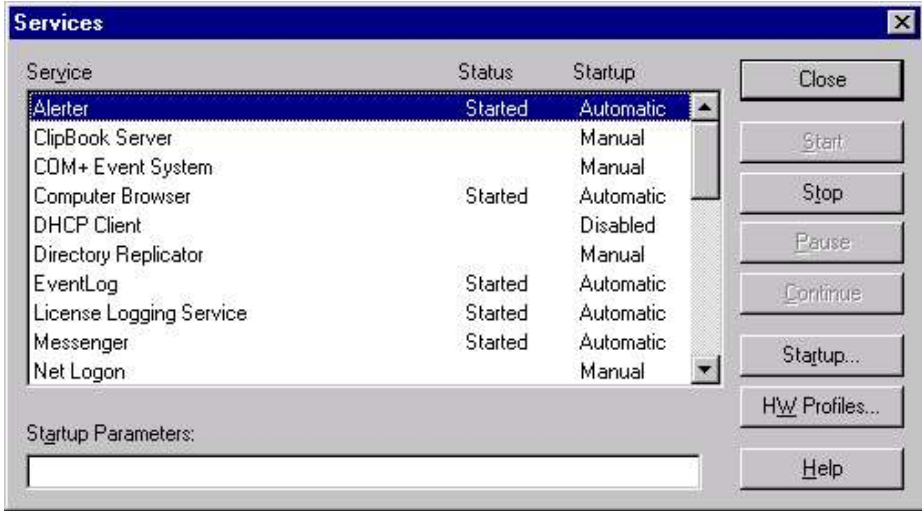 Services
Service Status Startup
Alerter Started Automatic
ClipBook Server Manual
COM+ Event System Manual
Computer Browser Started Automatic
DHCP Client Disabled
Directory Replicator Manual
EventLog Started Automatic
License Logging Service Started Automatic
Messenger Started Automatic
Net Logon Manual
Startup Parameters:
Close
Start
Stop
Pause
Continue
Startup...
HW Profiles...
Help